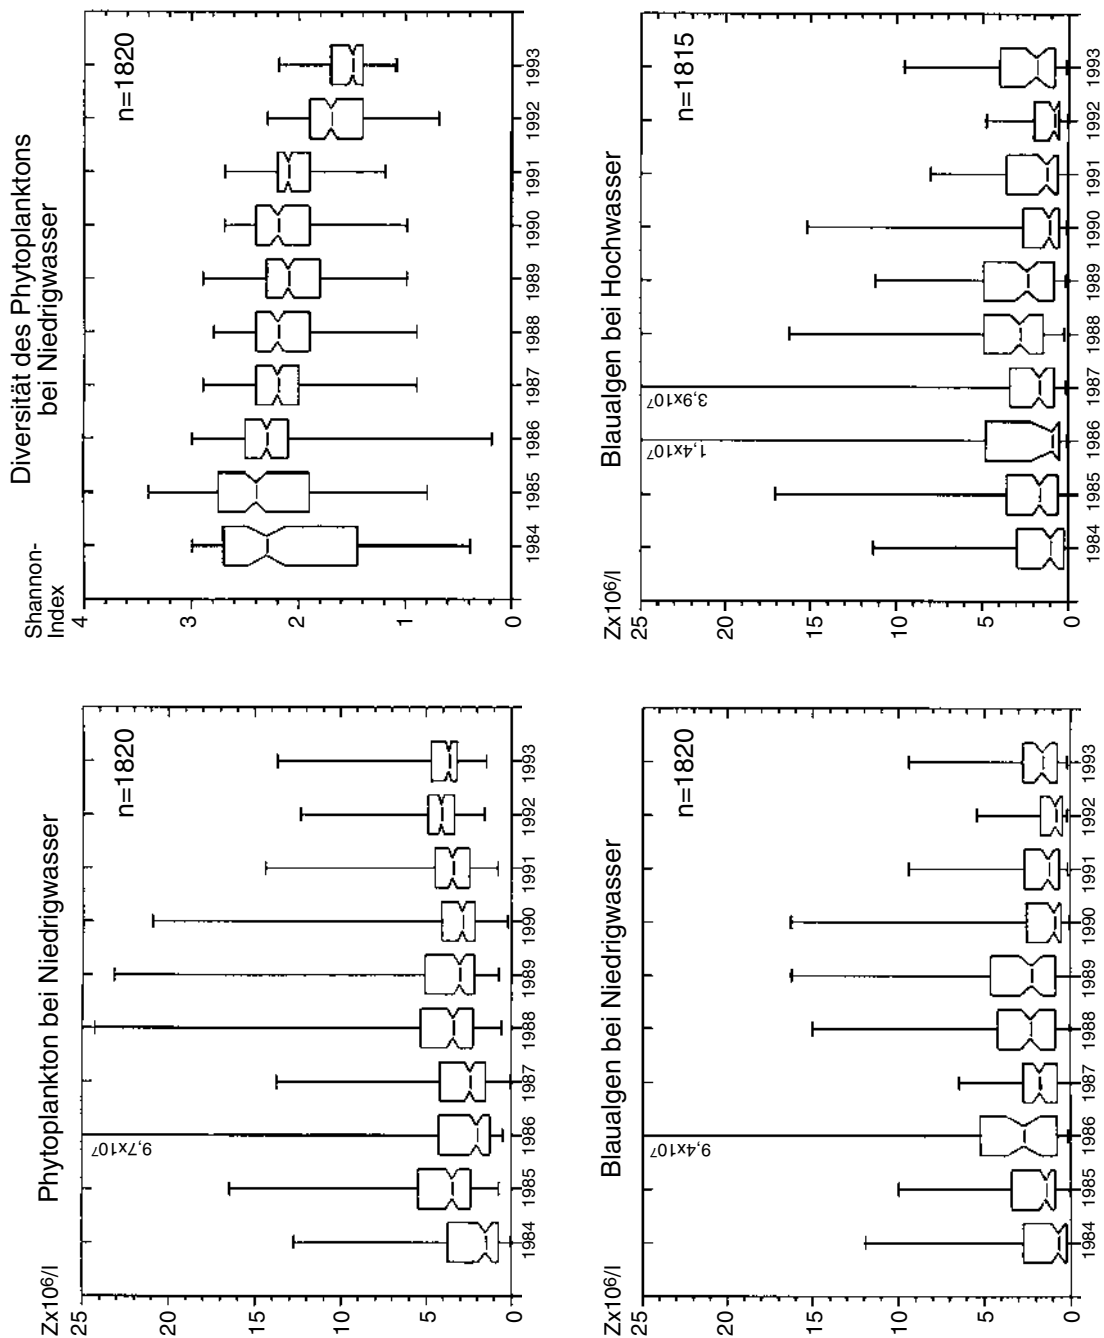 Phytoplankton bei Niedrigwasser
Zx10⁶/l
25
20
15
10
5
0
n=1820
9,7x10⁷
1984 1985 1986 1987 1988 1989 1990 1991 1992 1993
Diversität des Phytoplanktons
bei Niedrigwasser
Shannon-
Index
4
3
2
1
0
n=1820
1984 1985 1986 1987 1988 1989 1990 1991 1992 1993
Blaualgen bei Niedrigwasser
Zx10⁶/l
25
20
15
10
5
0
n=1820
9,4x10⁷
1984 1985 1986 1987 1988 1989 1990 1991 1992 1993
Blaualgen bei Hochwasser
Zx10⁶/l
25
20
15
10
5
0
n=1815
1,4x10⁷ 3,9x10⁷
1984 1985 1986 1987 1988 1989 1990 1991 1992 1993